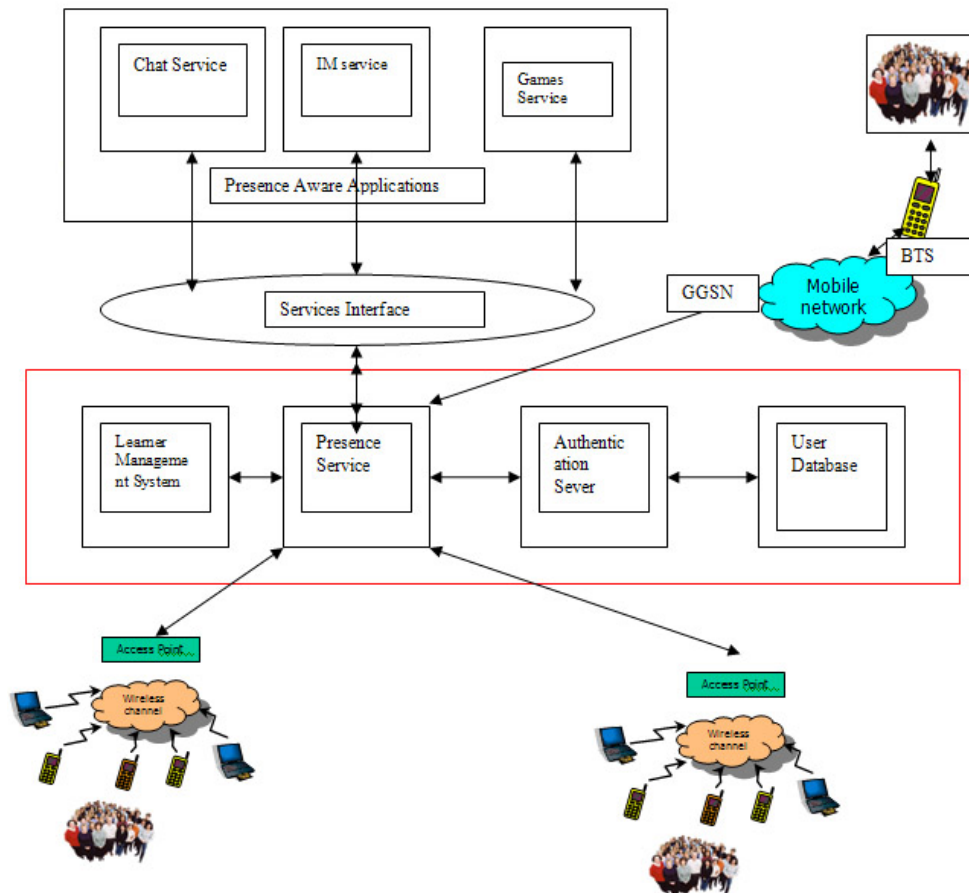 Chat Service
IM service
Games
Service
Presence Aware Applications
BTS
GGSN
Mobile
network
Services Interface
Learner
Manageme
nt System
Presence
Service
Authentic
ation
Sever
User
Database
Access Point
Wireless
channel
Access Point
Wireless
channel